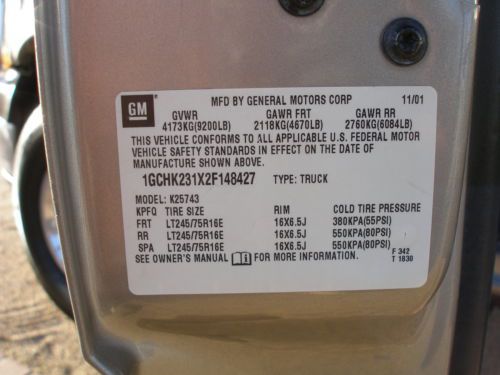 GM MFD BY GENERAL MOTORS CORP 11/01
GVWR GAWR FRT GAWR RR
4173KG(9200LB) 2118KG(4670LB) 2760KG(6084LB)
THIS VEHICLE CONFORMS TO ALL APPLICABLE U.S. FEDERAL MOTOR
VEHICLE SAFETY STANDARDS IN EFFECT ON THE DATE OF
MANUFACTURE SHOWN ABOVE.
1GCHK231X2F148427 TYPE: TRUCK
MODEL: K25743
KPFQ TIRE SIZE RIM COLD TIRE PRESSURE
FRT LT245/75R16E 16X6.5J 380KPA(55PSI)
RR LT245/75R16E 16X6.5J 550KPA(80PSI)
SPA LT245/75R16E 16X6.5J 550KPA(80PSI)
SEE OWNER'S MANUAL FOR MORE INFORMATION. F 342
T 1830